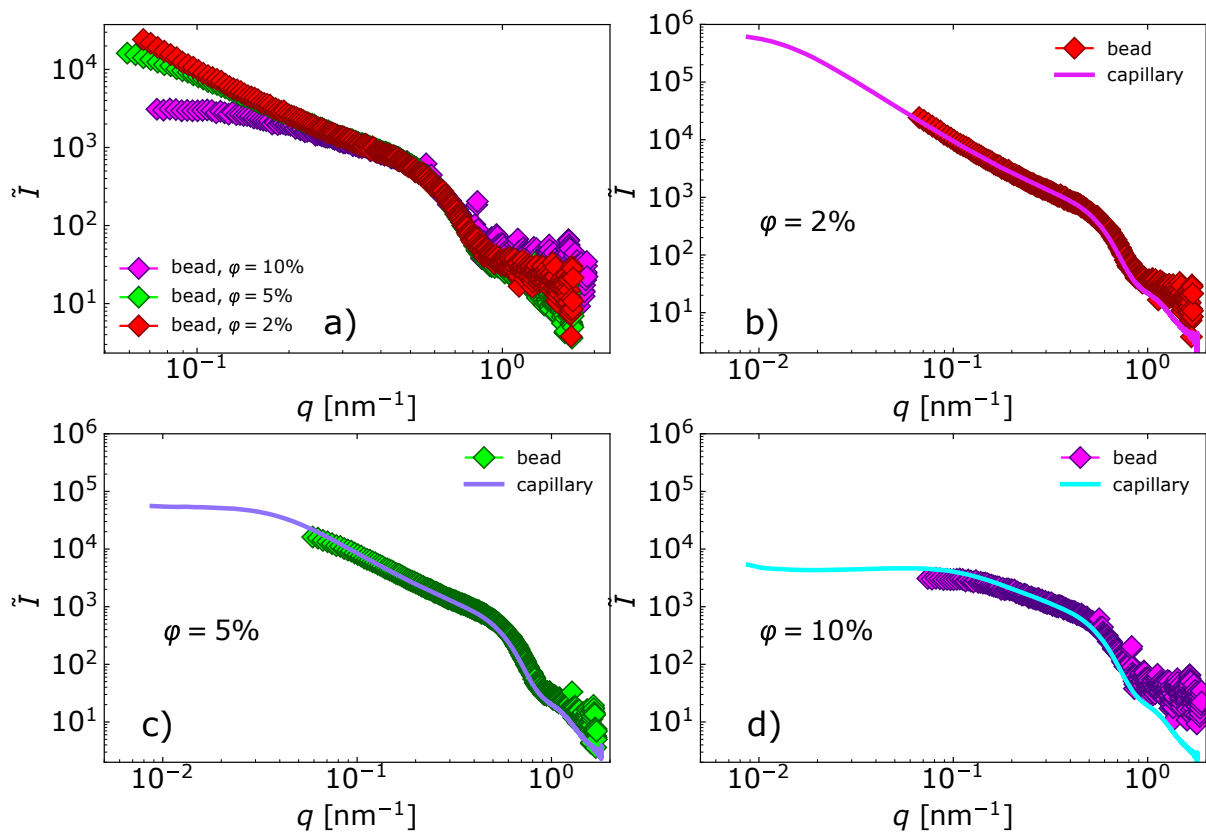 10⁴
10³
10²
10¹
Ĩ
bead, φ = 10%
bead, φ = 5%
bead, φ = 2%
a)
10⁻¹ 10⁰
q [nm⁻¹]
10⁶
10⁵
10⁴
10³
10²
10¹
Ĩ
bead
capillary
φ = 2%
b)
10⁻² 10⁻¹ 10⁰
q [nm⁻¹]
10⁶
10⁵
10⁴
10³
10²
10¹
Ĩ
bead
capillary
φ = 5%
c)
10⁻² 10⁻¹ 10⁰
q [nm⁻¹]
10⁶
10⁵
10⁴
10³
10²
10¹
Ĩ
bead
capillary
φ = 10%
d)
10⁻² 10⁻¹ 10⁰
q [nm⁻¹]